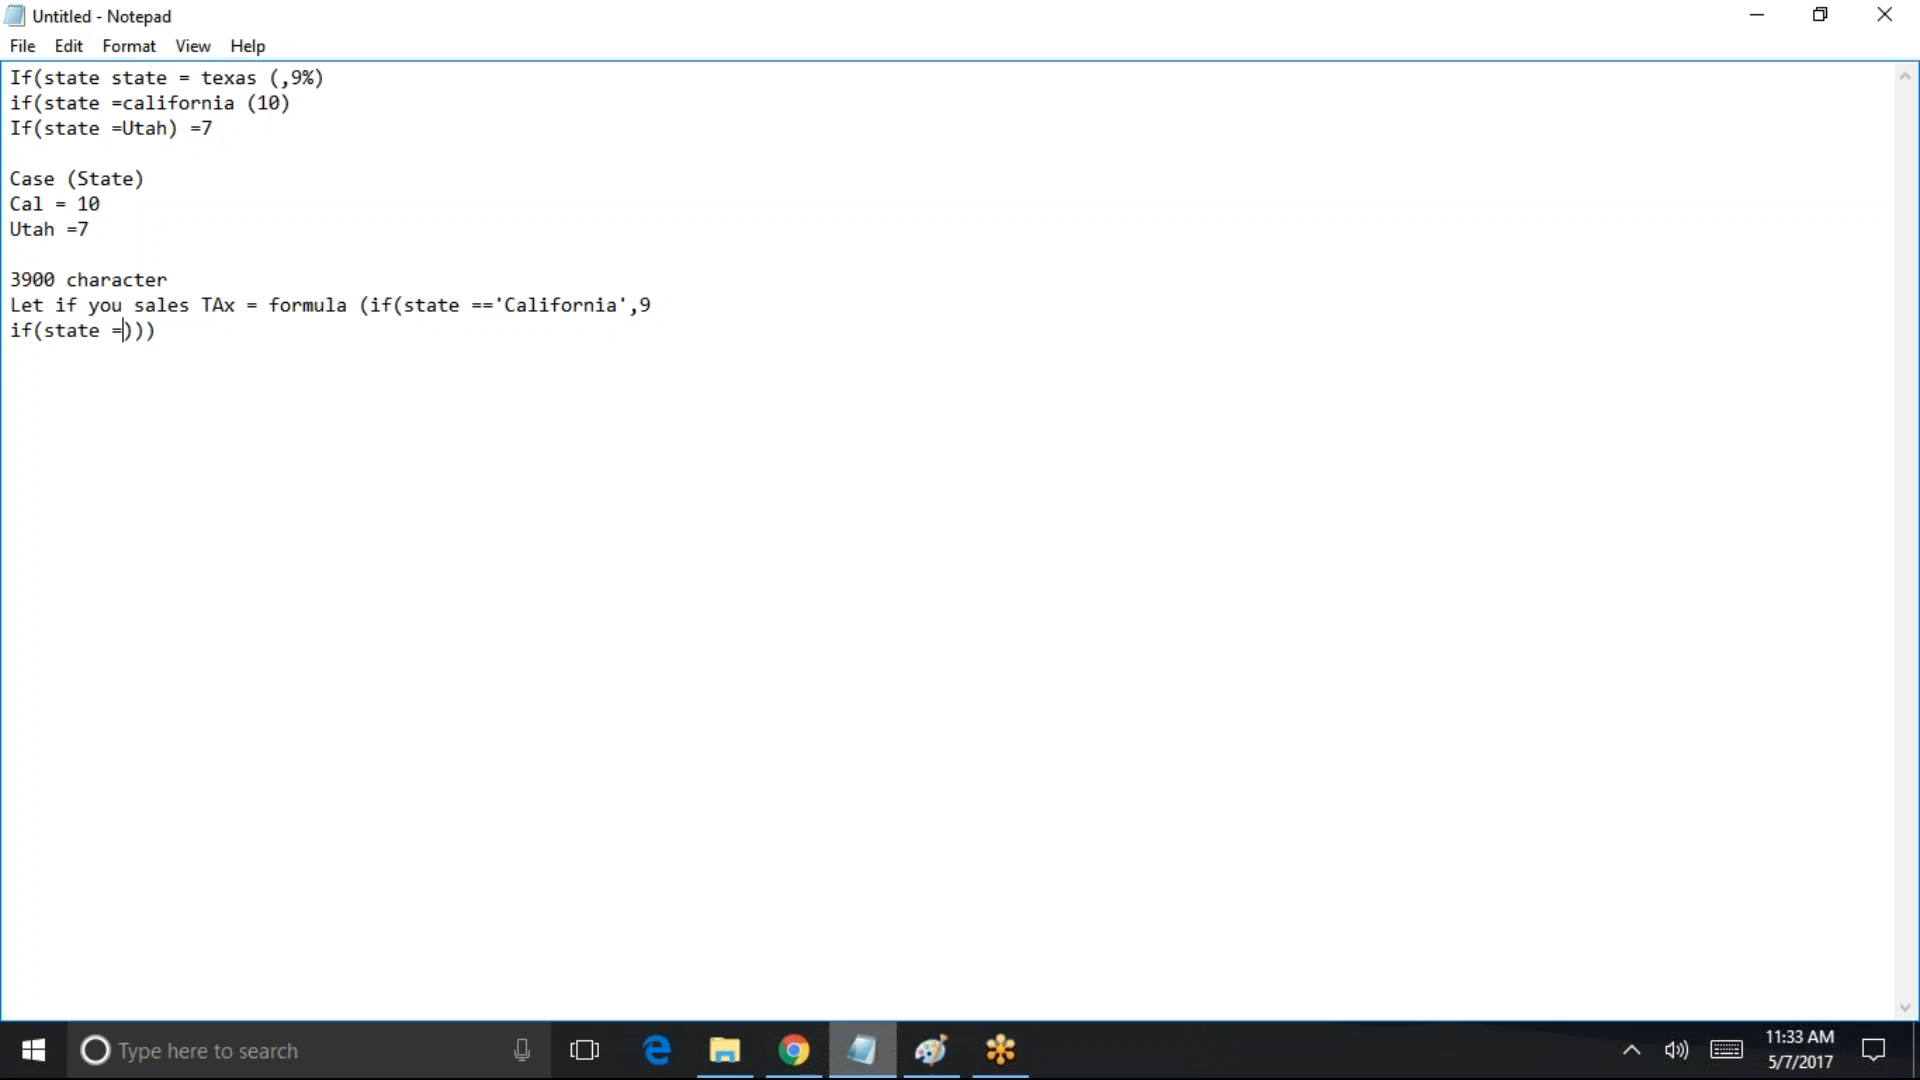 Untitled - Notepad
File Edit Format View Help
If(state state = texas (,9%)
if(state =california (10)
If(state =Utah) =7
Case (State)
Cal = 10
Utah =7
3900 character
Let if you sales TAx = formula (if(state =='California',9
if(state =)))
Type here to search
11:33 AM
5/7/2017